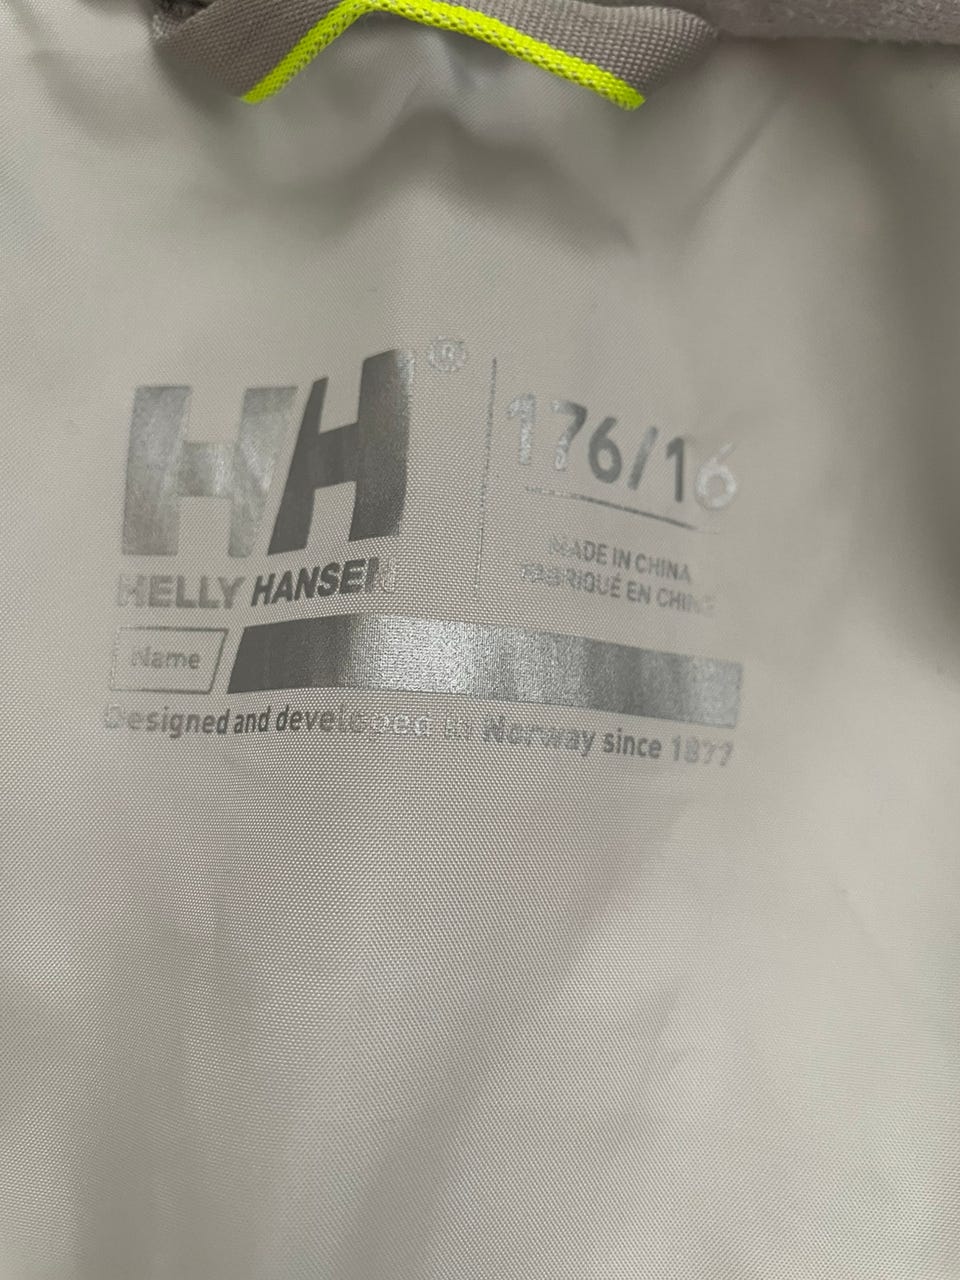 HH®
HELLY HANSEN
176/16
MADE IN CHINA
FABRIQUÉ EN CHINE
Name
Designed and developed in Norway since 1877